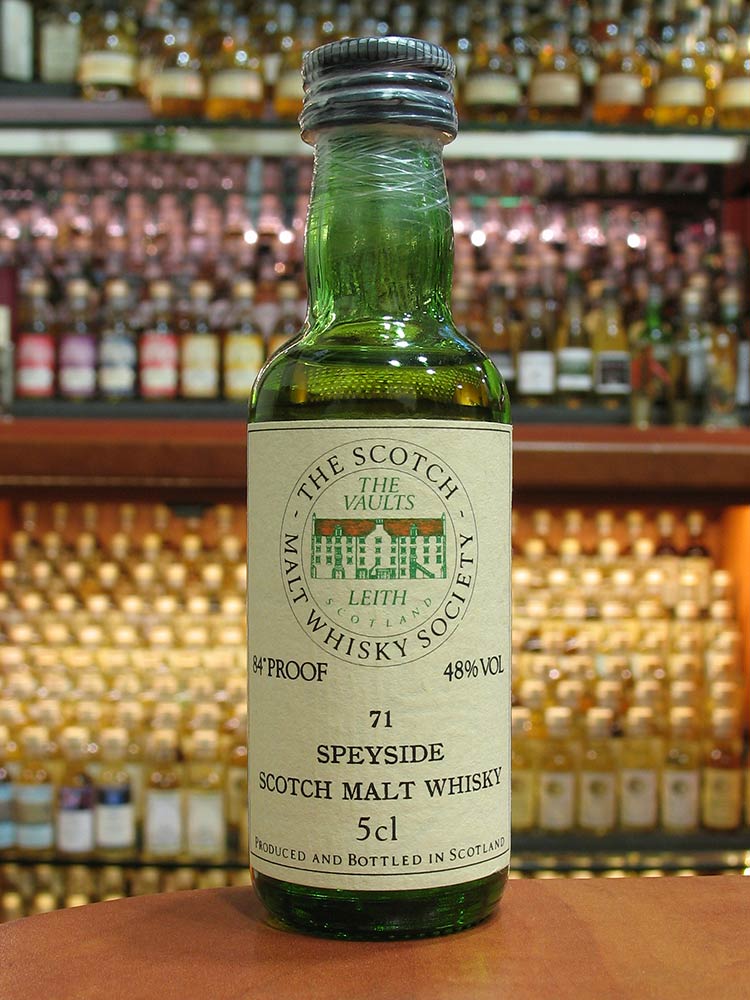 - THE SCOTCH -
MALT WHISKY SOCIETY
THE
VAULTS
LEITH
SCOTLAND
84°PROOF 48% VOL
71
SPEYSIDE
SCOTCH MALT WHISKY
5cl
PRODUCED AND BOTTLED IN SCOTLAND